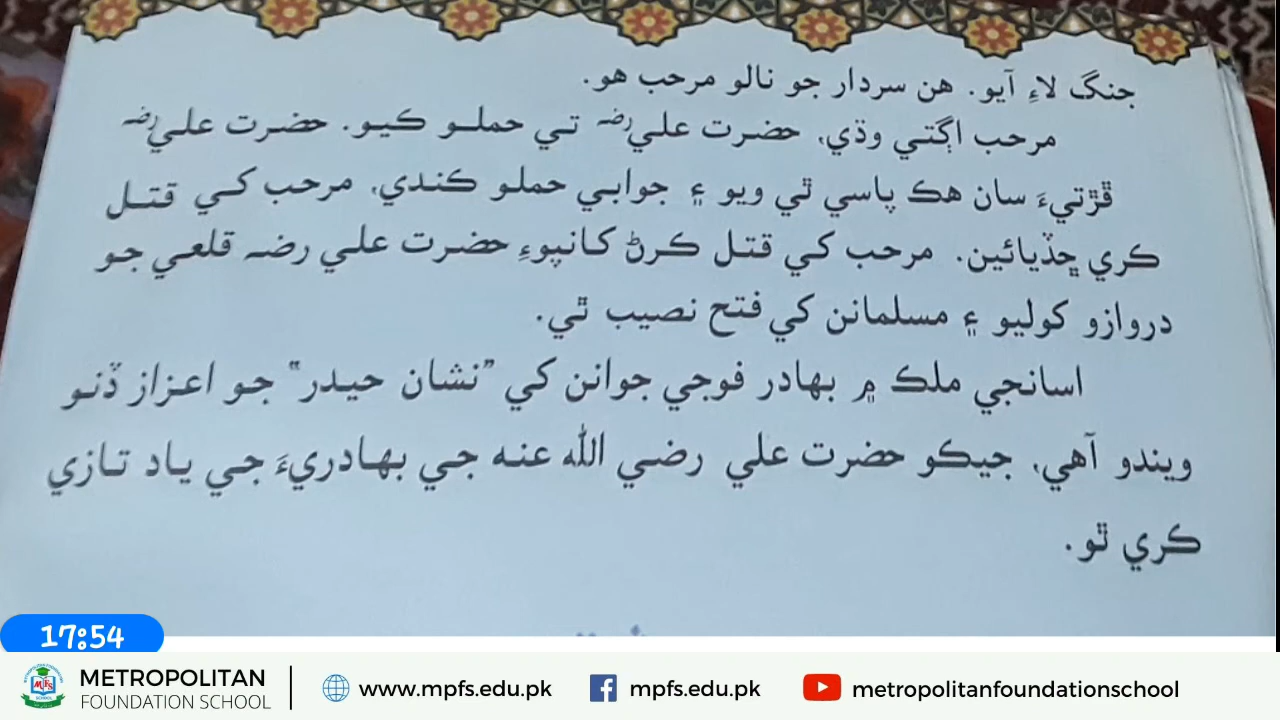 جنگ لاءِ آيو. هن سردار جو نالو مرحب هو.
مرحب اڳتي وڌي، حضرت عليرضه تي حملو ڪيو. حضرت عليرضه
ڦڙتيءَ سان هڪ پاسي ٿي ويو ۽ جوابي حملو ڪندي، مرحب کي قتل
ڪري ڇڏيائين. مرحب کي قتل ڪرڻ کانپوءِ حضرت علي رضہ قلعي جو
دروازو کوليو ۽ مسلمانن کي فتح نصيب ٿي.
اسانجي ملڪ ۾ بهادر فوجي جوانن کي ”نشان حيدر“ جو اعزاز ڏنو
ويندو آهي، جيڪو حضرت علي رضي الله عنه جي بهادريءَ جي ياد تازي
ڪري ٿو.
17:54
METROPOLITAN
FOUNDATION SCHOOL
www.mpfs.edu.pk
mpfs.edu.pk
metropolitanfoundationschool